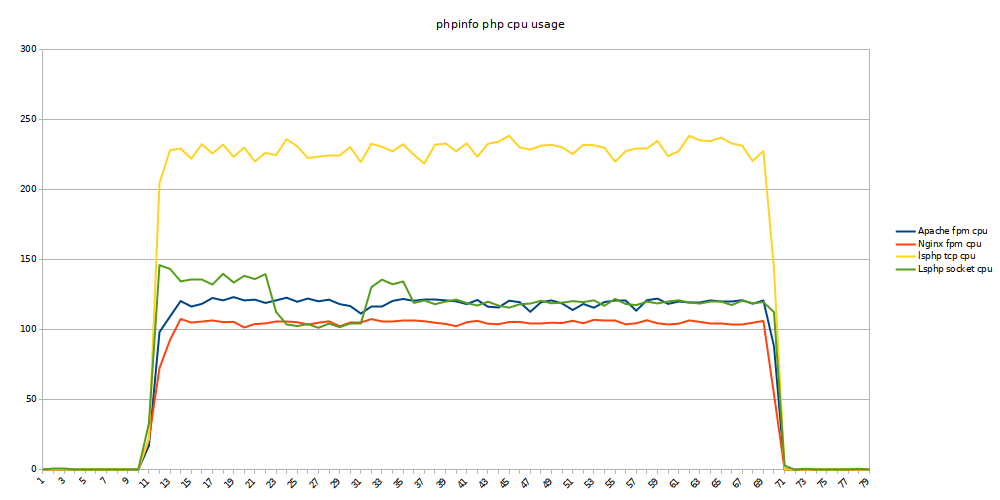 phpinfo php cpu usage
300
250
200
150
100
50
0
1 3 5 7 9 11 13 15 17 19 21 23 25 27 29 31 33 35 37 39 41 43 45 47 49 51 53 55 57 59 61 63 65 67 69 71 73 75 77 79
Apache fpm cpu
Nginx fpm cpu
lsphp tcp cpu
Lsphp socket cpu